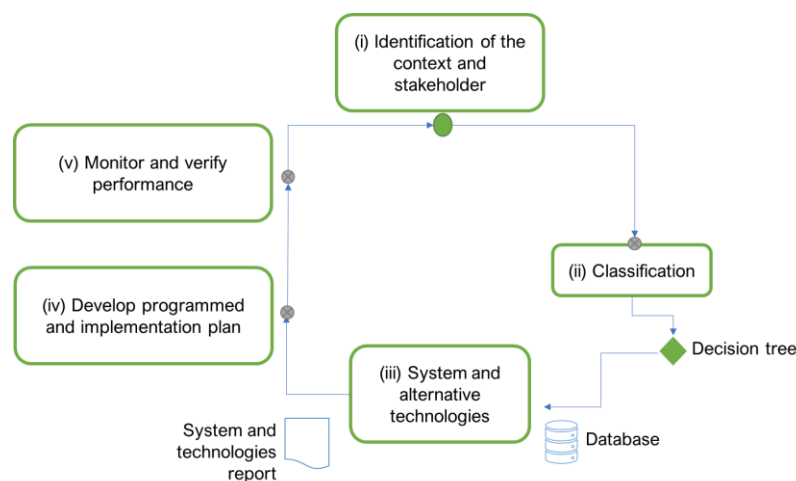 (i) Identification of the
context and
stakeholder
(v) Monitor and verify
performance
(ii) Classification
(iv) Develop programmed
and implementation plan
Decision tree
(iii) System and
alternative
technologies
System and
technologies
report
Database